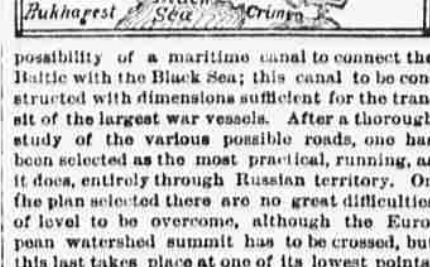 Bukharest
Black
Sea
Crimea
possibility of a maritime canal to connect the
Baltic with the Black Sea; this canal to be con
structed with dimensions sufficient for the tran
sit of the largest war vessels. After a thorough
study of the various possible roads, one has
been selected as the most practical, running, as
it does, entirely through Russian territory. On
the plan selected there are no great difficulties
of level to be overcome, although the Euro
pean watershed summit has to be crossed, but
this last takes place at one of its lowest points